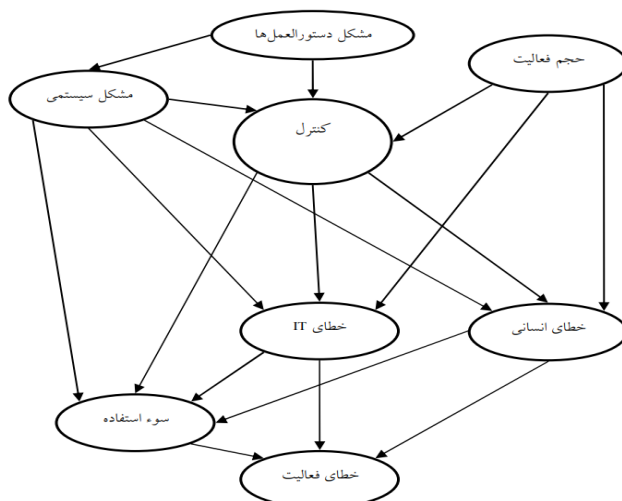 مشکل دستورالعمل‌ها
حجم فعالیت
مشکل سیستمی
کنترل
خطای IT
خطای انسانی
سوء استفاده
خطای فعالیت